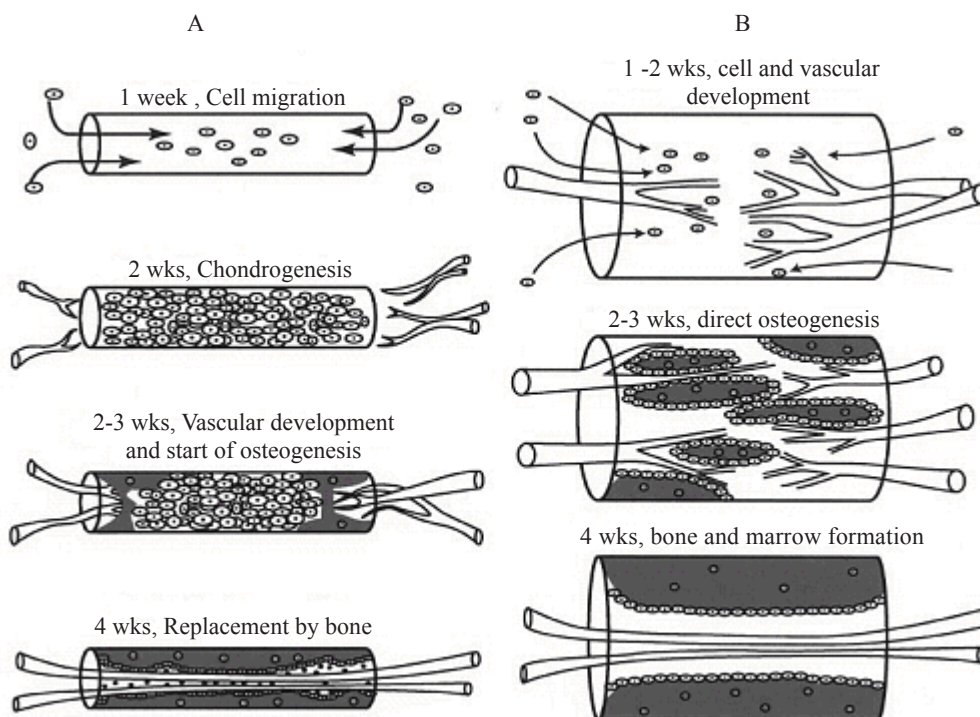 A
1 week , Cell migration
2 wks, Chondrogenesis
2-3 wks, Vascular development
and start of osteogenesis
4 wks, Replacement by bone
B
1 -2 wks, cell and vascular
development
2-3 wks, direct osteogenesis
4 wks, bone and marrow formation